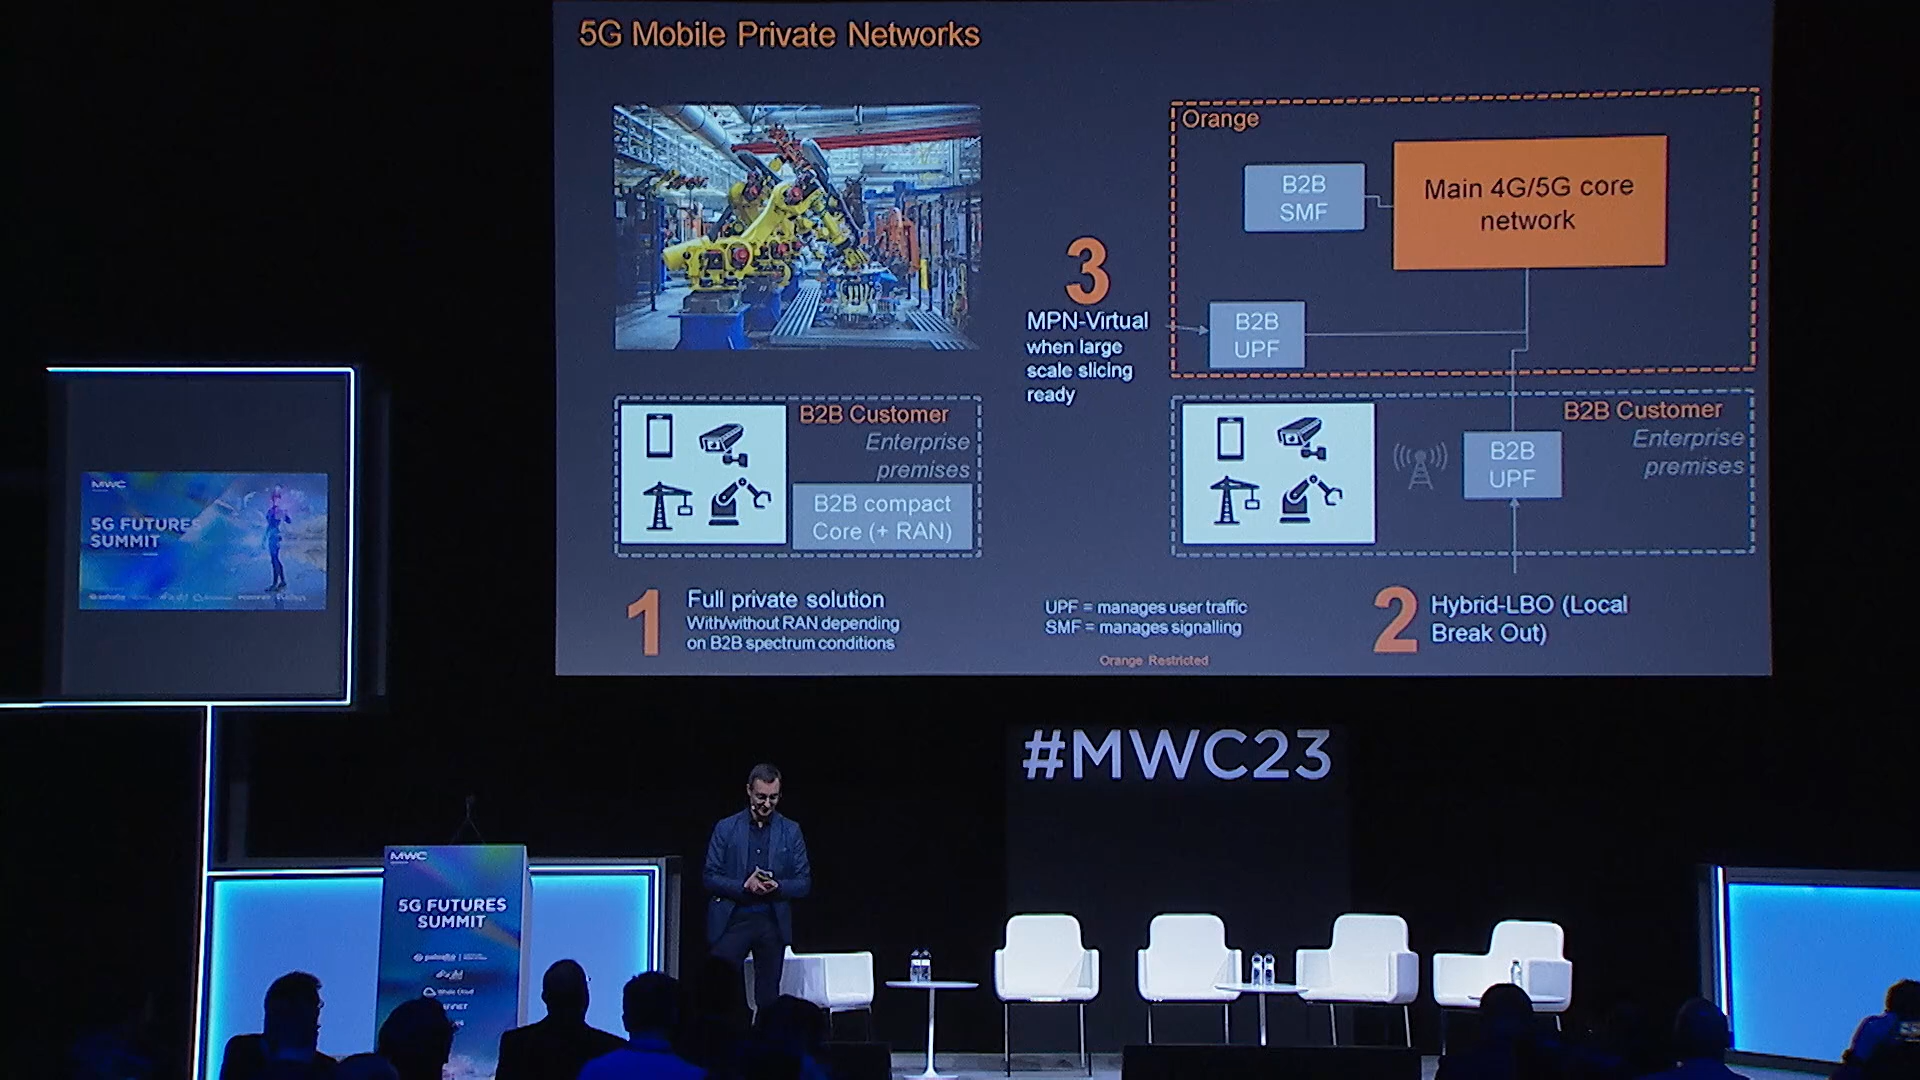 5G Mobile Private Networks
Orange
B2B
SMF
Main 4G/5G core
network
3
MPN-Virtual
when large
scale slicing
ready
B2B
UPF
B2B Customer
Enterprise
premises
B2B compact
Core (+ RAN)
B2B Customer
Enterprise
premises
B2B
UPF
1
Full private solution
With/without RAN depending
on B2B spectrum conditions
UPF = manages user traffic
SMF = manages signalling
Orange Restricted
2
Hybrid-LBO (Local
Break Out)
MWC
5G FUTURES
SUMMIT
#MWC23
MWC
5G FUTURES
SUMMIT
Whale Cloud